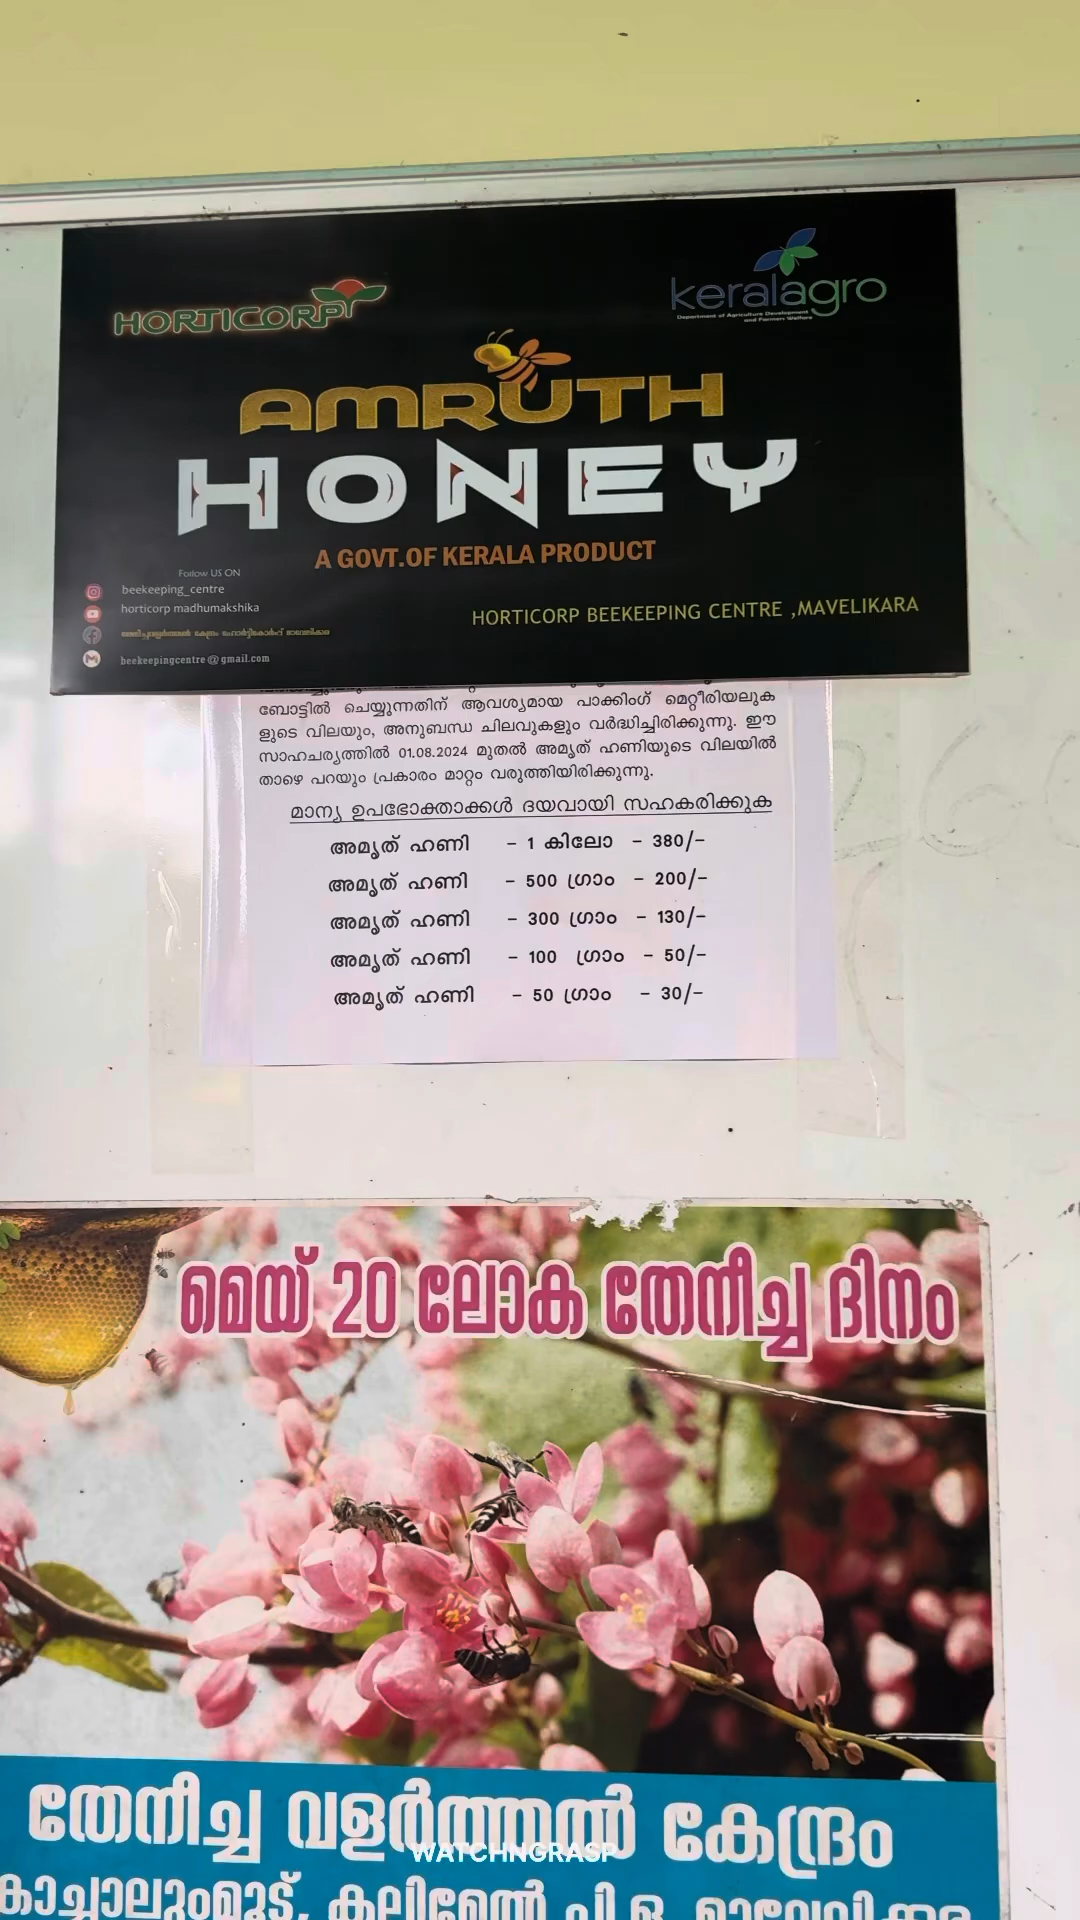 HORTICORP
keralagro
Department of Agriculture Development
and Farmers Welfare
AMRUTH
HONEY
A GOVT.OF KERALA PRODUCT
Follow US ON
beekeeping_centre
horticorp madhumakshika
beekeepingcentre@gmail.com
HORTICORP BEEKEEPING CENTRE ,MAVELIKARA
ബോട്ടിൽ ചെയ്യുന്നതിന് ആവശ്യമായ പാക്കിംഗ് മെറ്റീരിയലുക
ളുടെ വിലയും, അനുബന്ധ ചിലവുകളും വർദ്ധിച്ചിരിക്കുന്നു. ഈ
സാഹചര്യത്തിൽ 01.08.2024 മുതൽ അമൃത് ഹണിയുടെ വിലയിൽ
താഴെ പറയും പ്രകാരം മാറ്റം വരുത്തിയിരിക്കുന്നു.
മാന്യ ഉപഭോക്താക്കൾ ദയവായി സഹകരിക്കുക
അമൃത് ഹണി - 1 കിലോ - 380/-
അമൃത് ഹണി - 500 ഗ്രാം - 200/-
അമൃത് ഹണി - 300 ഗ്രാം - 130/-
അമൃത് ഹണി - 100 ഗ്രാം - 50/-
അമൃത് ഹണി - 50 ഗ്രാം - 30/-
മെയ് 20 ലോക തേനീച്ച ദിനം
തേനീച്ച വളർത്തൽ കേന്ദ്രം
WATCHNGRASP